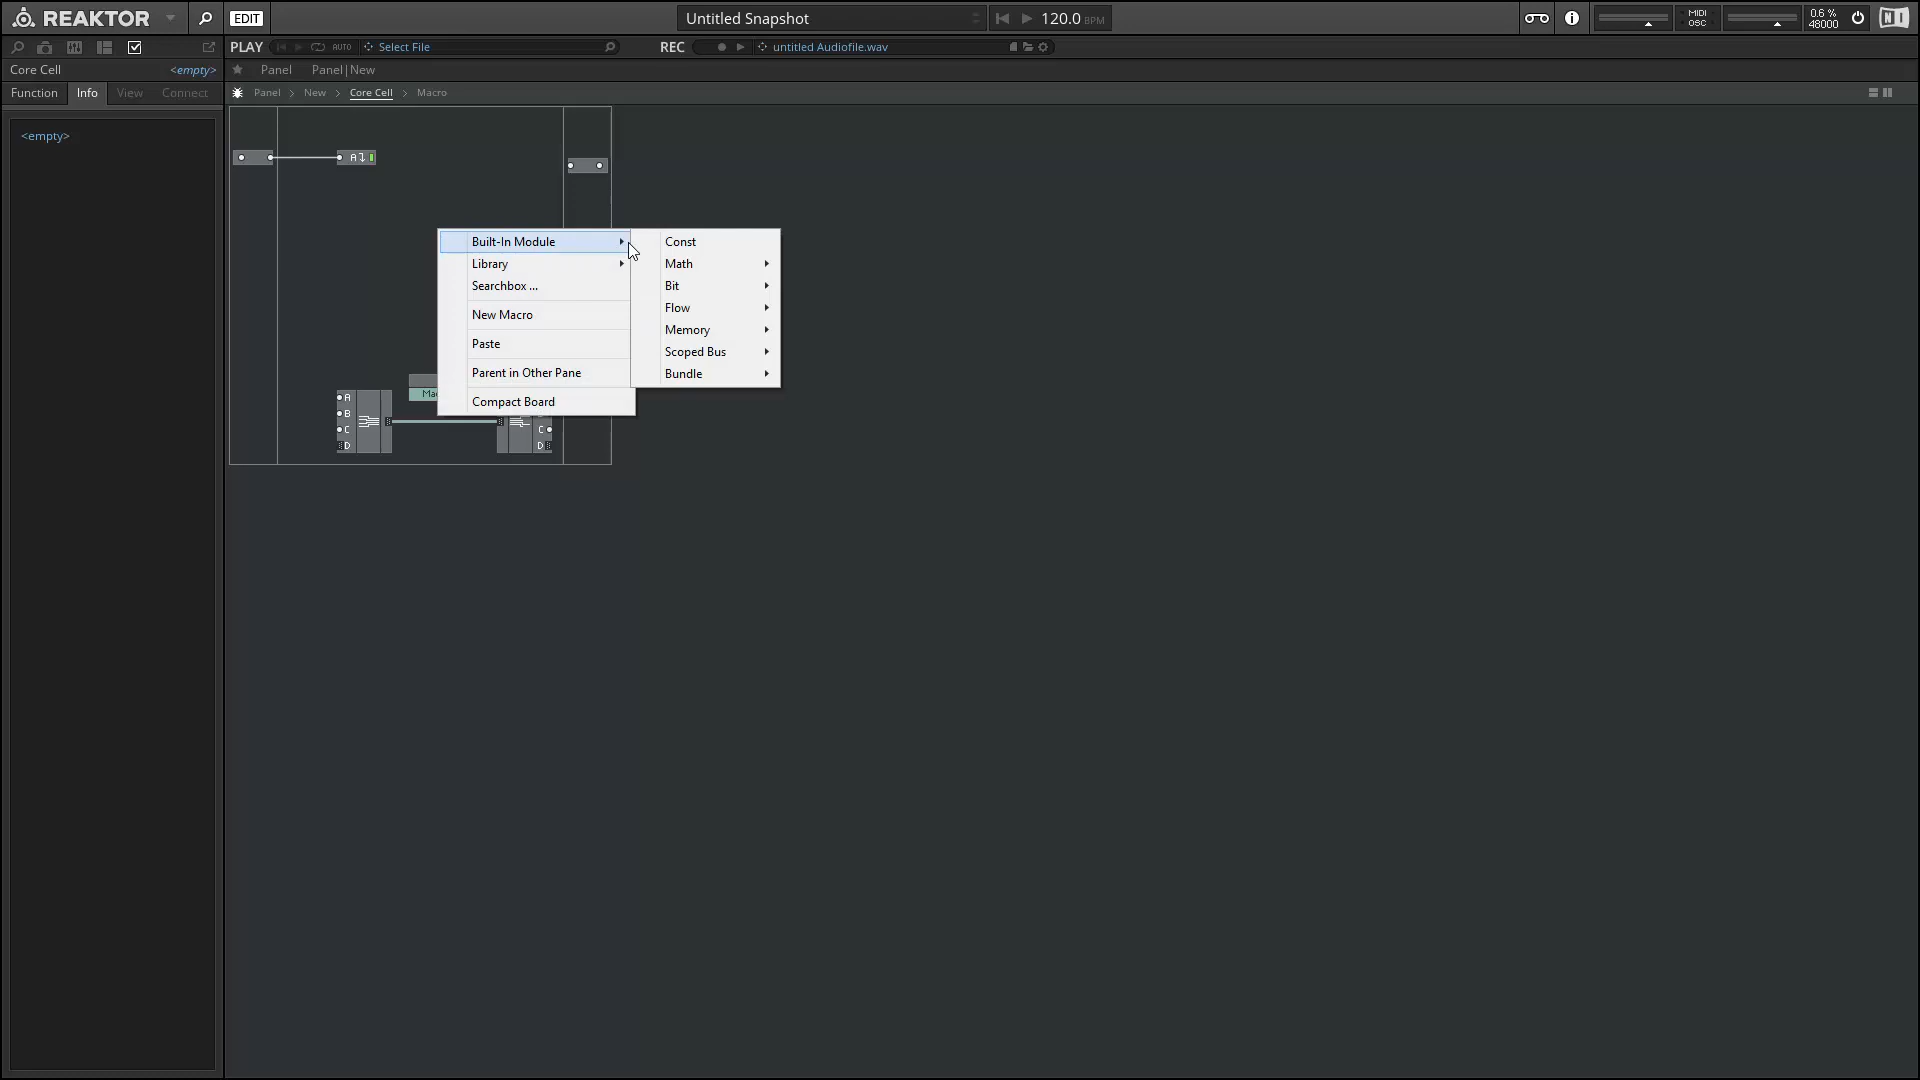 REAKTOR
EDIT
Untitled Snapshot
120.0 BPM
MIDI
OSC
0.6 %
48000
NI
PLAY
AUTO
Select File
REC
untitled Audiofile.wav
Core Cell
<empty>
Panel
Panel|New
Function
Info
View
Connect
Panel > New > Core Cell > Macro
<empty>
A
Built-In Module
Library
Searchbox ...
New Macro
Paste
Parent in Other Pane
Compact Board
Const
Math
Bit
Flow
Memory
Scoped Bus
Bundle
A
B
C
D
C
D